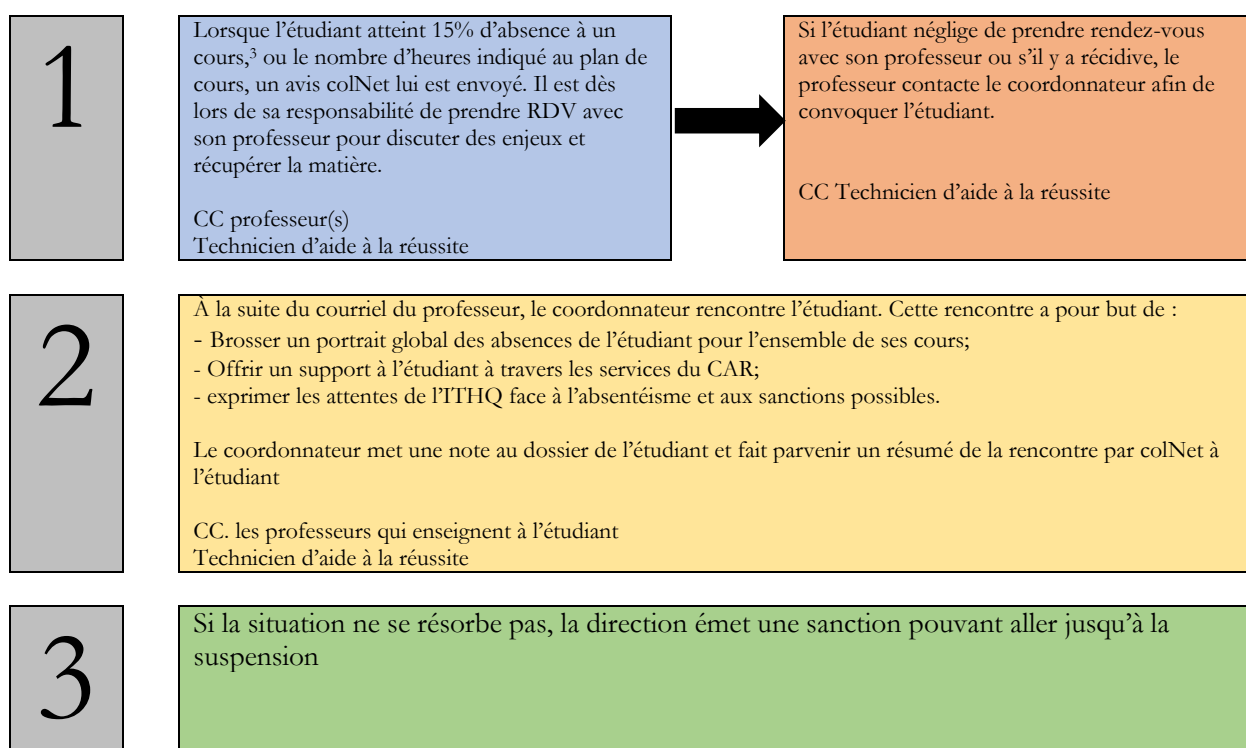 1
Lorsque l'étudiant atteint 15% d'absence à un
cours,³ ou le nombre d'heures indiqué au plan de
cours, un avis colNet lui est envoyé. Il est dès
lors de sa responsabilité de prendre RDV avec
son professeur pour discuter des enjeux et
récupérer la matière.
CC professeur(s)
Technicien d'aide à la réussite
Si l'étudiant néglige de prendre rendez-vous
avec son professeur ou s'il y a récidive, le
professeur contacte le coordonnateur afin de
convoquer l'étudiant.
CC Technicien d'aide à la réussite
2
À la suite du courriel du professeur, le coordonnateur rencontre l'étudiant. Cette rencontre a pour but de :
- Brosser un portrait global des absences de l'étudiant pour l'ensemble de ses cours;
- Offrir un support à l'étudiant à travers les services du CAR;
- exprimer les attentes de l'ITHQ face à l'absentéisme et aux sanctions possibles.
Le coordonnateur met une note au dossier de l'étudiant et fait parvenir un résumé de la rencontre par colNet à
l'étudiant
CC. les professeurs qui enseignent à l'étudiant
Technicien d'aide à la réussite
3
Si la situation ne se résorbe pas, la direction émet une sanction pouvant aller jusqu'à la
suspension